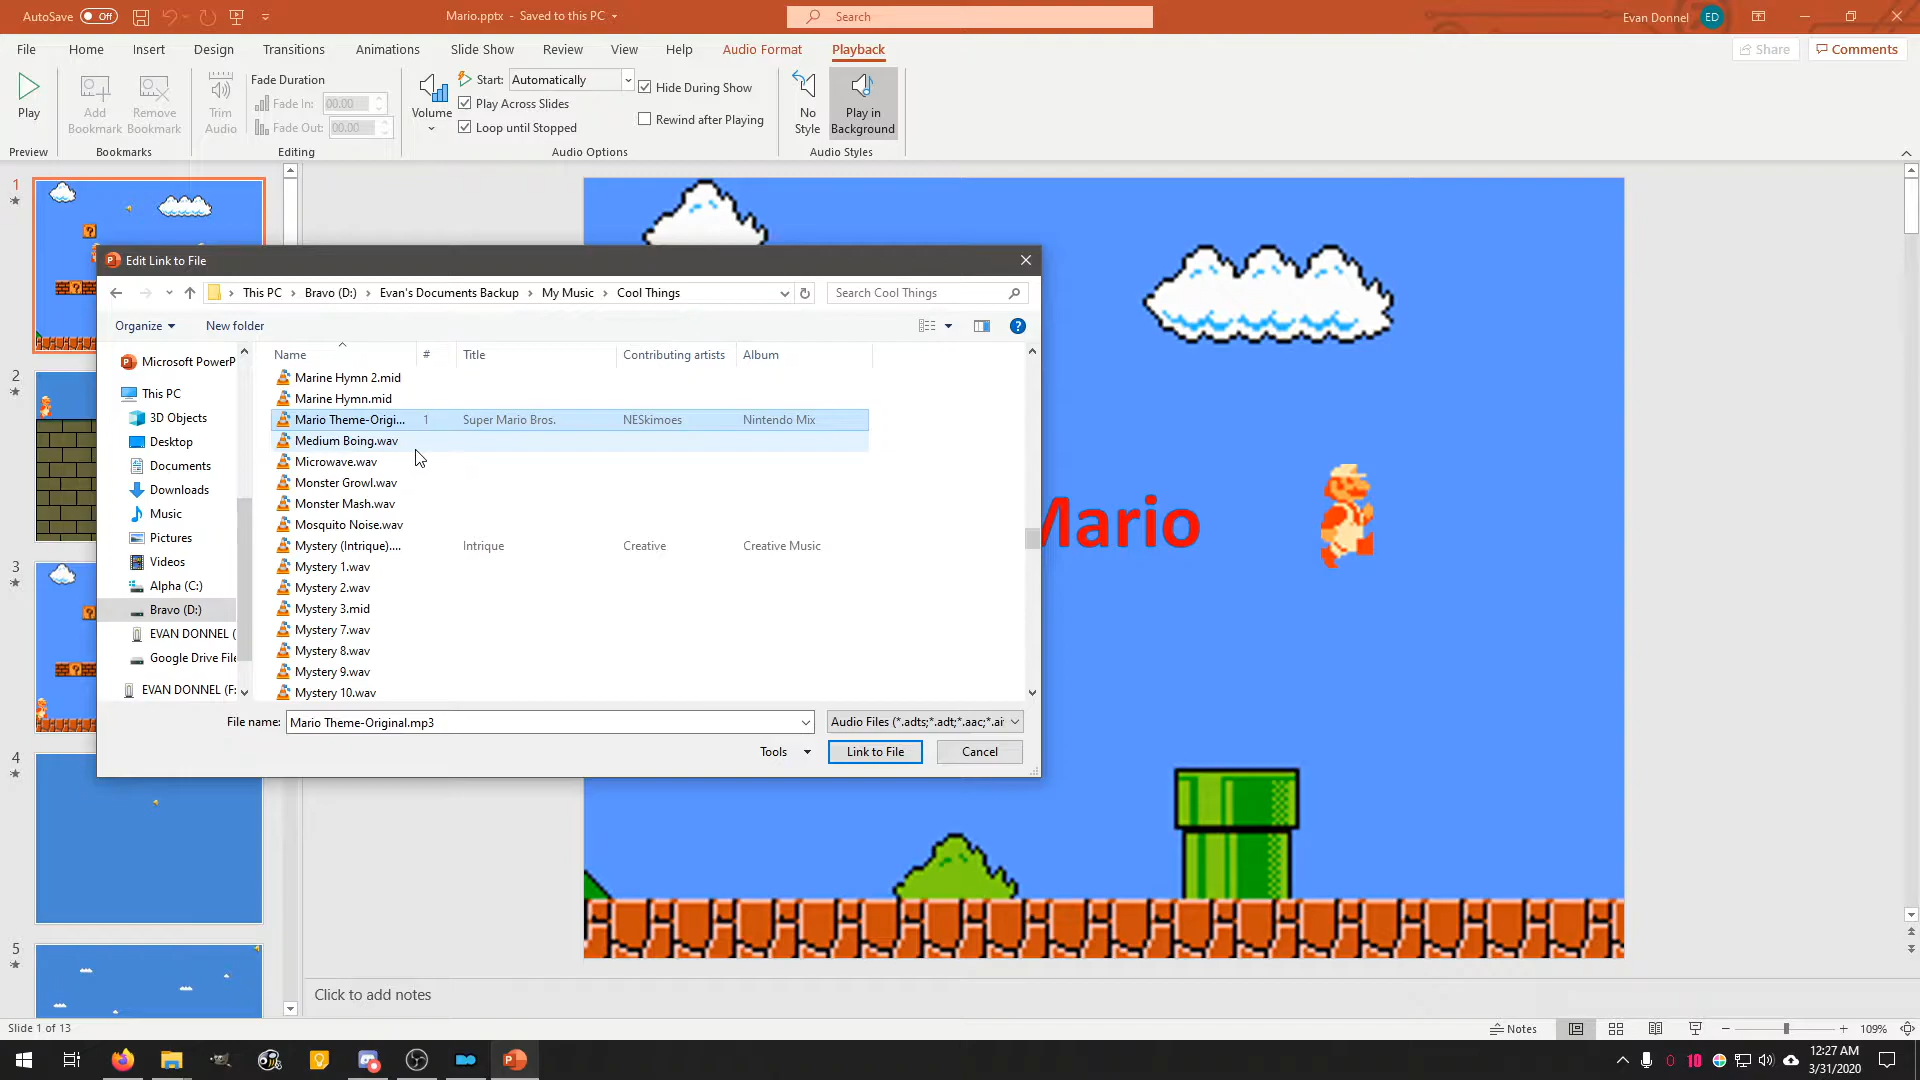 AutoSave Off
Mario.pptx - Saved to this PC
Search
Evan Donnel ED
File Home Insert Design Transitions Animations Slide Show Review View Help Audio Format Playback
Share Comments
Play
Add Bookmark
Remove Bookmark
Trim Audio
Fade Duration
Fade In: 00.00
Fade Out: 00.00
Volume
Start: Automatically
Play Across Slides
Loop until Stopped
Hide During Show
Rewind after Playing
No Style
Play in Background
Preview Bookmarks Editing Audio Options Audio Styles
1
2
3
4
5
Edit Link to File
This PC Bravo (D:) Evan's Documents Backup My Music Cool Things
Search Cool Things
Organize New folder
Microsoft PowerP
This PC
3D Objects
Desktop
Documents
Downloads
Music
Pictures
Videos
Alpha (C:)
Bravo (D:)
EVAN DONNEL (
Google Drive File
EVAN DONNEL (F:
Name # Title Contributing artists Album
Marine Hymn 2.mid
Marine Hymn.mid
Mario Theme-Origi... 1 Super Mario Bros. NESkimoes Nintendo Mix
Medium Boing.wav
Microwave.wav
Monster Growl.wav
Monster Mash.wav
Mosquito Noise.wav
Mystery (Intrigue).... Intrique Creative Creative Music
Mystery 1.wav
Mystery 2.wav
Mystery 3.mid
Mystery 7.wav
Mystery 8.wav
Mystery 9.wav
Mystery 10.wav
File name: Mario Theme-Original.mp3
Audio Files (*.adts;*.adt;*.aac;*.ai
Tools Link to File Cancel
Mario
Click to add notes
Slide 1 of 13
Notes
109%
10
12:27 AM
3/31/2020